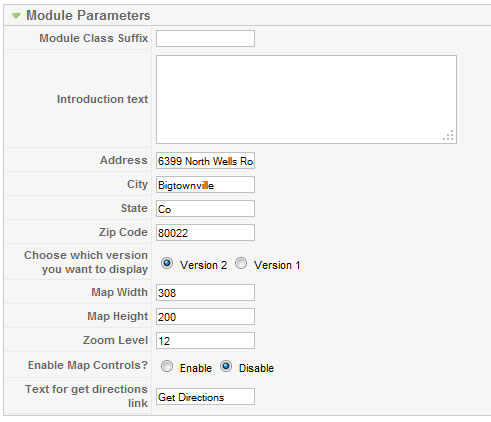 Module Parameters
Module Class Suffix
Introduction text
Address 6399 North Wells Ro
City Bigtownville
State Co
Zip Code 80022
Choose which version
you want to display Version 2 Version 1
Map Width 308
Map Height 200
Zoom Level 12
Enable Map Controls? Enable Disable
Text for get directions
link Get Directions